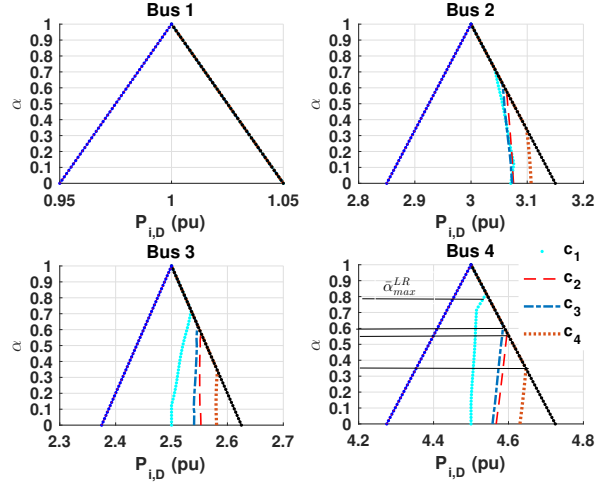 Bus 1
1
0.9
0.8
0.7
0.6
0.5
0.4
0.3
0.2
0.1
0
α
0.95 1 1.05
P_{i,D} (pu)
Bus 2
1
0.9
0.8
0.7
0.6
0.5
0.4
0.3
0.2
0.1
0
α
2.8 2.9 3 3.1 3.2
P_{i,D} (pu)
Bus 3
1
0.9
0.8
0.7
0.6
0.5
0.4
0.3
0.2
0.1
0
α
2.3 2.4 2.5 2.6 2.7
P_{i,D} (pu)
Bus 4
1
0.9
0.8
0.7
0.6
0.5
0.4
0.3
0.2
0.1
0
α
ᾱ_{max}^{LR}
4.2 4.4 4.6 4.8
P_{i,D} (pu)
c_1
c_2
c_3
c_4